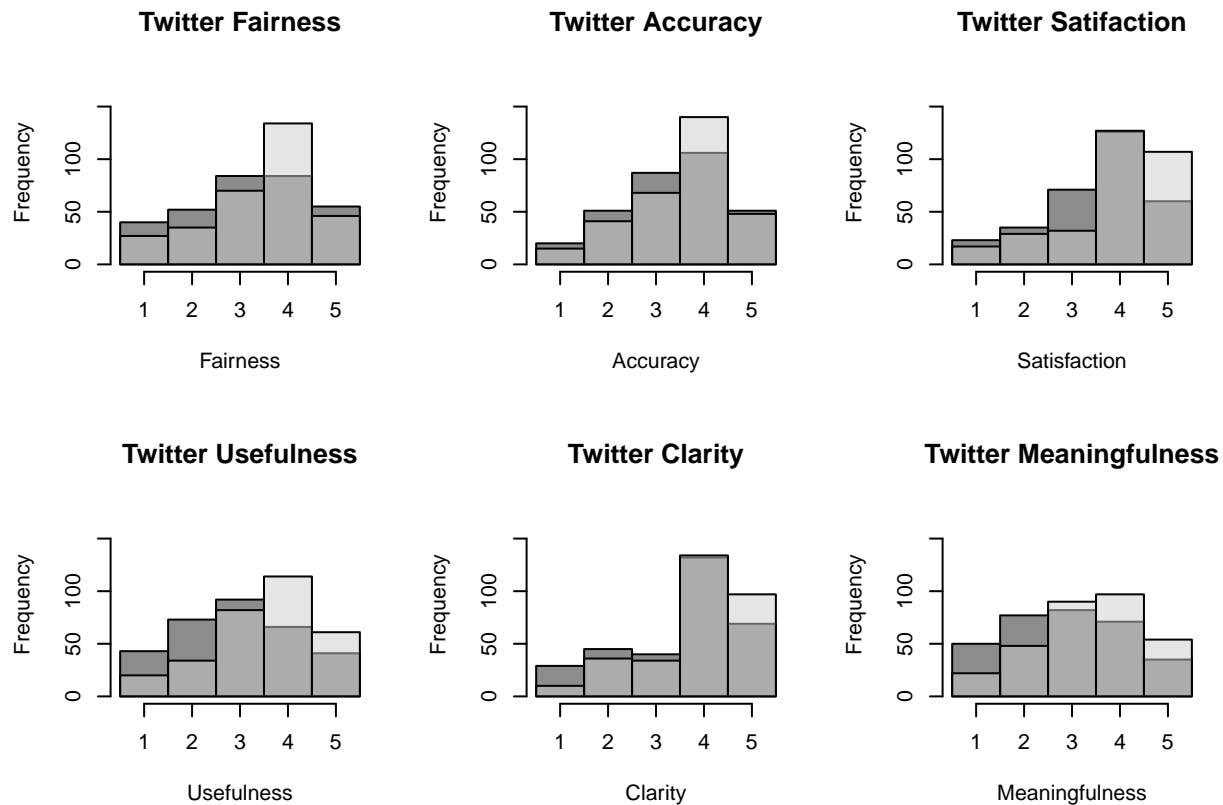 Twitter Fairness
Twitter Accuracy
Twitter Satifaction
Frequency
0 50 100
1 2 3 4 5
Fairness
Frequency
0 50 100
1 2 3 4 5
Accuracy
Frequency
0 50 100
1 2 3 4 5
Satisfaction
Twitter Usefulness
Twitter Clarity
Twitter Meaningfulness
Frequency
0 50 100
1 2 3 4 5
Usefulness
Frequency
0 50 100
1 2 3 4 5
Clarity
Frequency
0 50 100
1 2 3 4 5
Meaningfulness